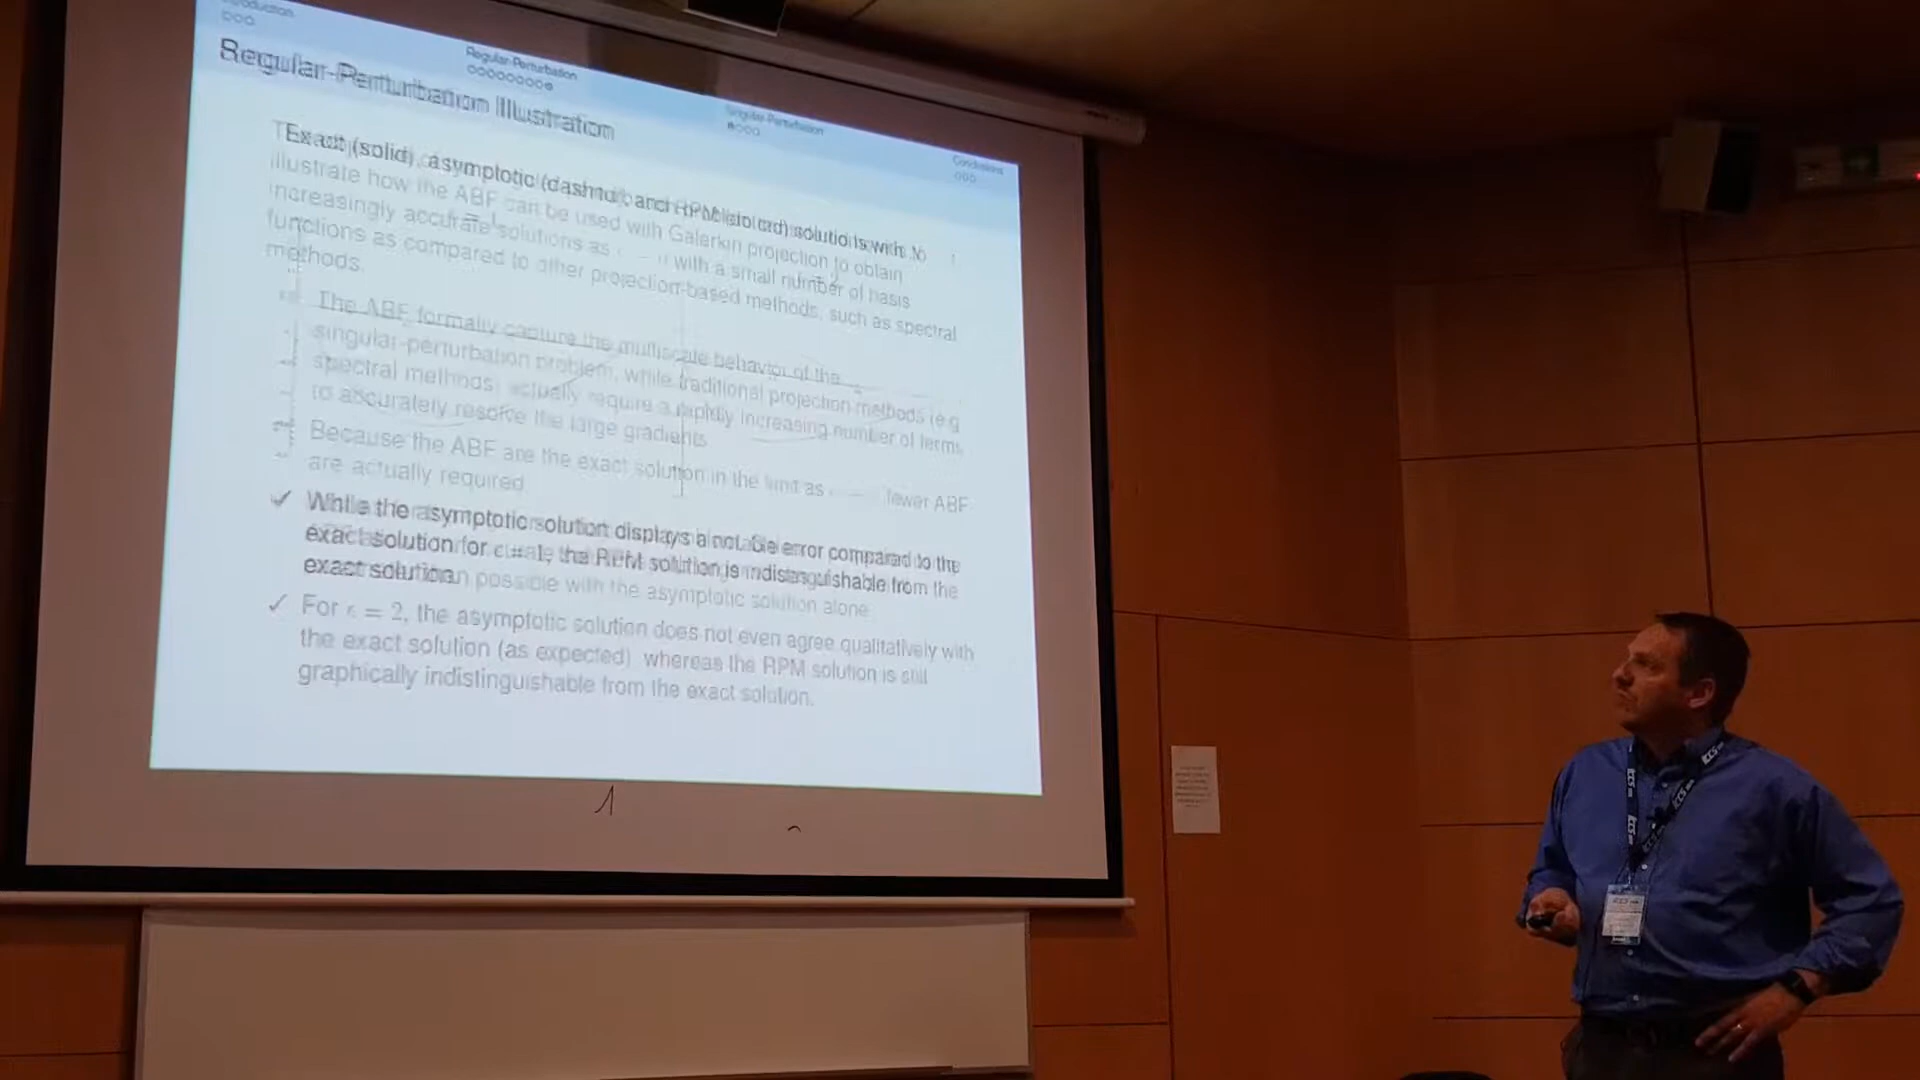 Regular-Perturbation
Singular-Perturbation
Conclusions
Regular-Perturbation Illustration
Exact (solid), asymptotic (dashed) and RPM solutions with
illustrate how the ABF can be used with Galerkin projection to obtain
increasingly accurate solutions as with a small number of basis
functions as compared to other projection-based methods, such as spectral
methods.
The ABF formally capture the multiscale behavior of the
singular-perturbation problem, while traditional projection methods (e.g.
spectral methods) actually require a rapidly increasing number of terms
to accurately resolve the large gradients
Because the ABF are the exact solution in the limit as fewer ABF
are actually required
✓ While the asymptotic solution displays a notable error compared to the
exact solution for the RPM solution is indistinguishable from the
exact solution
possible with the asymptotic solution alone
✓ For ϵ = 2, the asymptotic solution does not even agree qualitatively with
the exact solution (as expected) whereas the RPM solution is still
graphically indistinguishable from the exact solution.